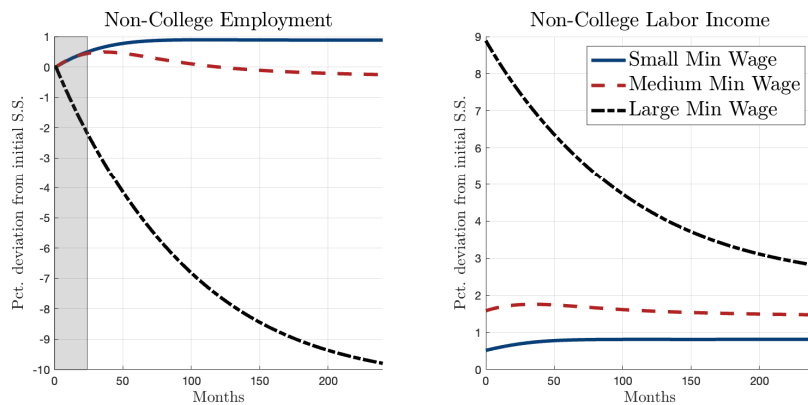 Non-College Employment
Pct. deviation from initial S.S.
1
0
-1
-2
-3
-4
-5
-6
-7
-8
-9
-10
0 50 100 150 200
Months
Non-College Labor Income
Pct. deviation from initial S.S.
9
8
7
6
5
4
3
2
1
0
0 50 100 150 200
Months
Small Min Wage
Medium Min Wage
Large Min Wage